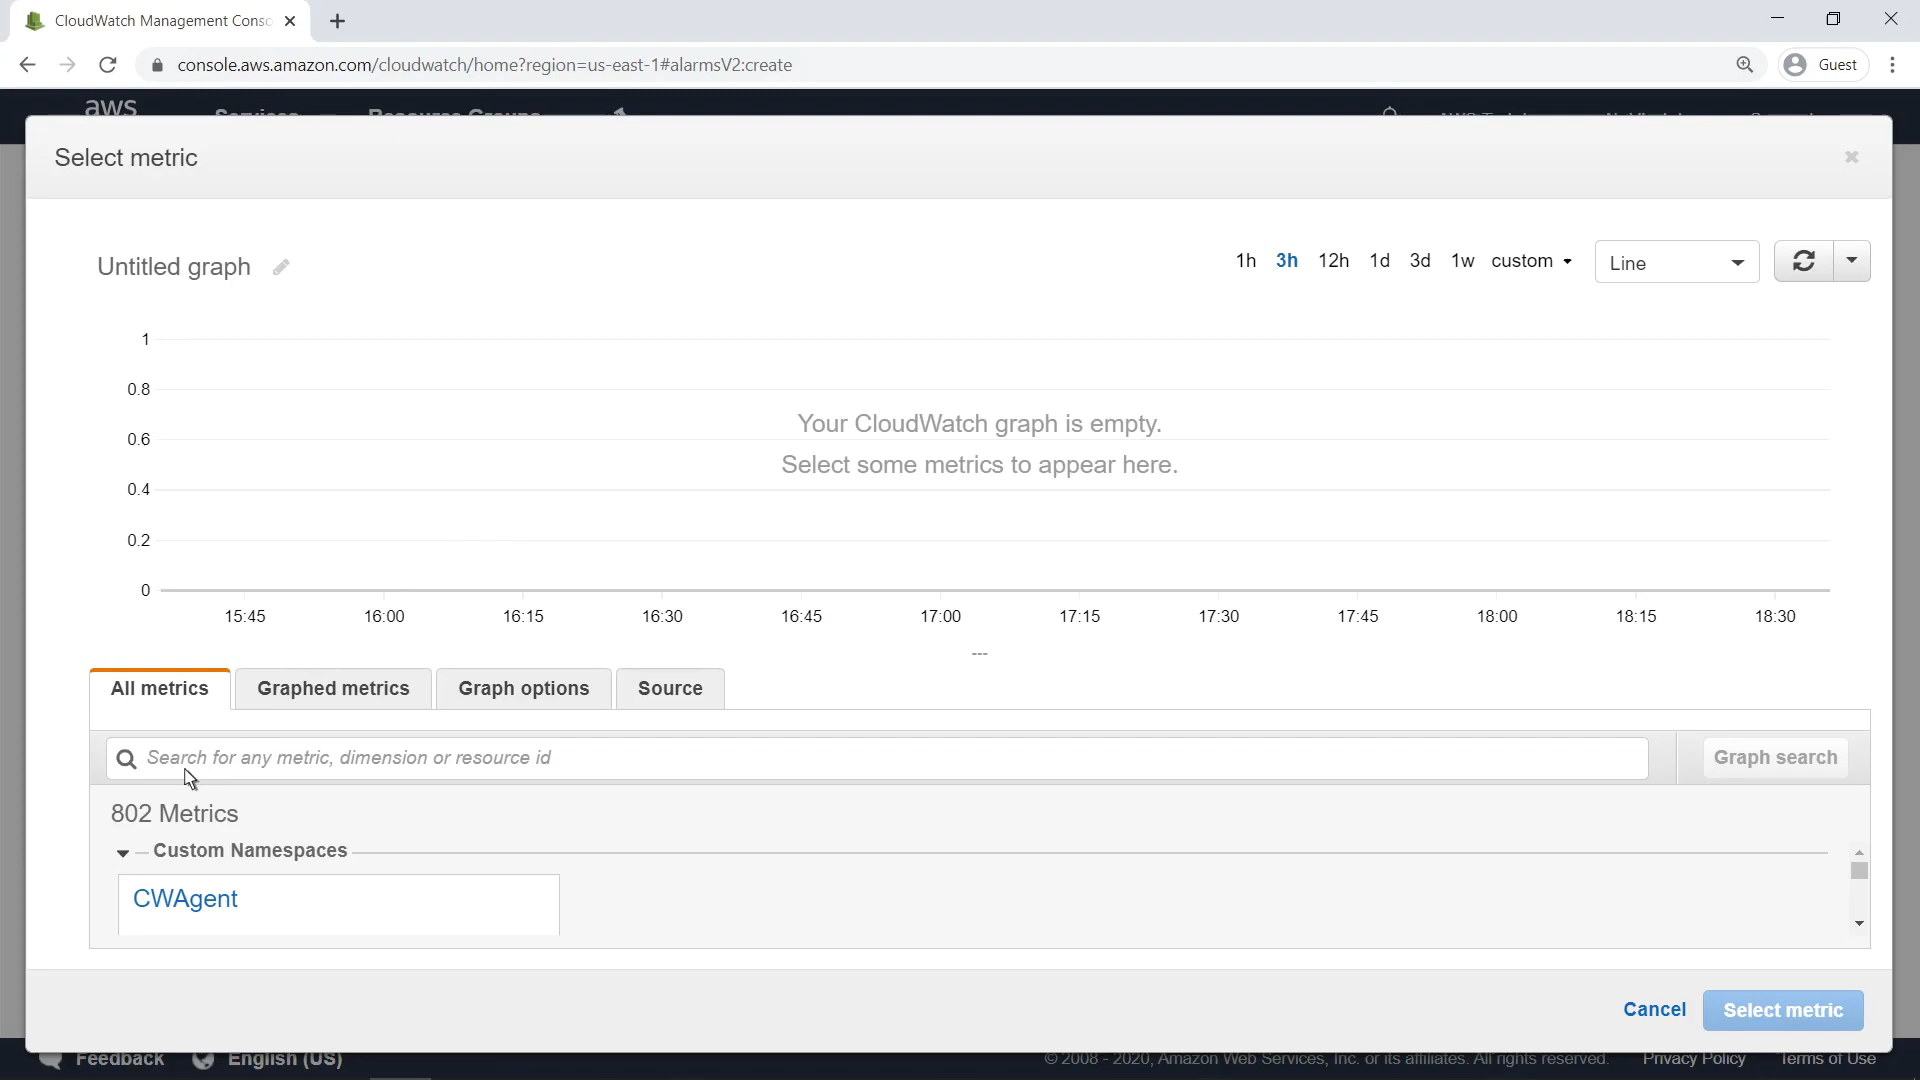 CloudWatch Management Conso
console.aws.amazon.com/cloudwatch/home?region=us-east-1#alarmsV2:create
Guest
aws
Services
Resource Groups
Select metric
Untitled graph
1h 3h 12h 1d 3d 1w custom
Line
1
0.8
0.6
0.4
0.2
0
Your CloudWatch graph is empty.
Select some metrics to appear here.
15:45 16:00 16:15 16:30 16:45 17:00 17:15 17:30 17:45 18:00 18:15 18:30
All metrics
Graphed metrics
Graph options
Source
Search for any metric, dimension or resource id
Graph search
802 Metrics
Custom Namespaces
CWAgent
Cancel
Select metric
Feedback
English (US)
© 2008 - 2020, Amazon Web Services, Inc. or its affiliates. All rights reserved.
Privacy Policy
Terms of Use